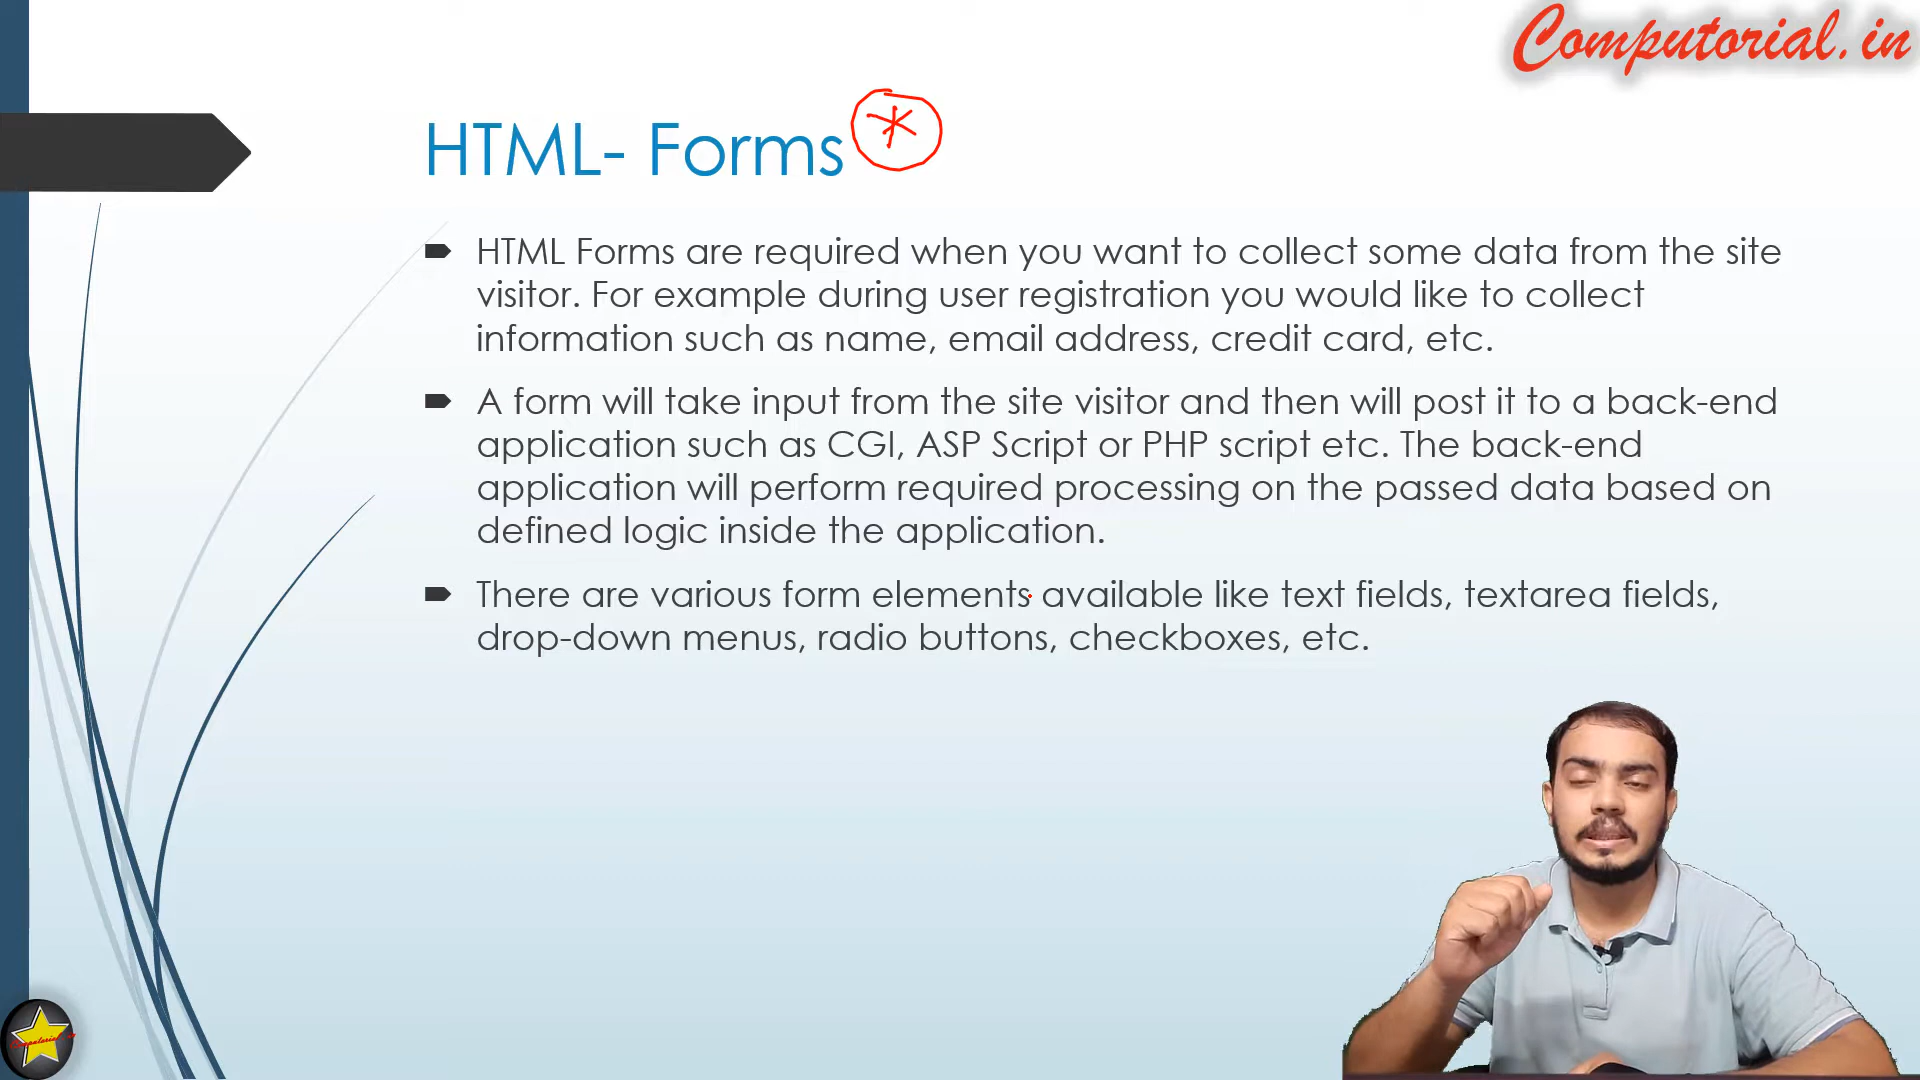 Computorial.in
HTML- Forms *
HTML Forms are required when you want to collect some data from the site
visitor. For example during user registration you would like to collect
information such as name, email address, credit card, etc.
A form will take input from the site visitor and then will post it to a back-end
application such as CGI, ASP Script or PHP script etc. The back-end
application will perform required processing on the passed data based on
defined logic inside the application.
There are various form elements available like text fields, textarea fields,
drop-down menus, radio buttons, checkboxes, etc.